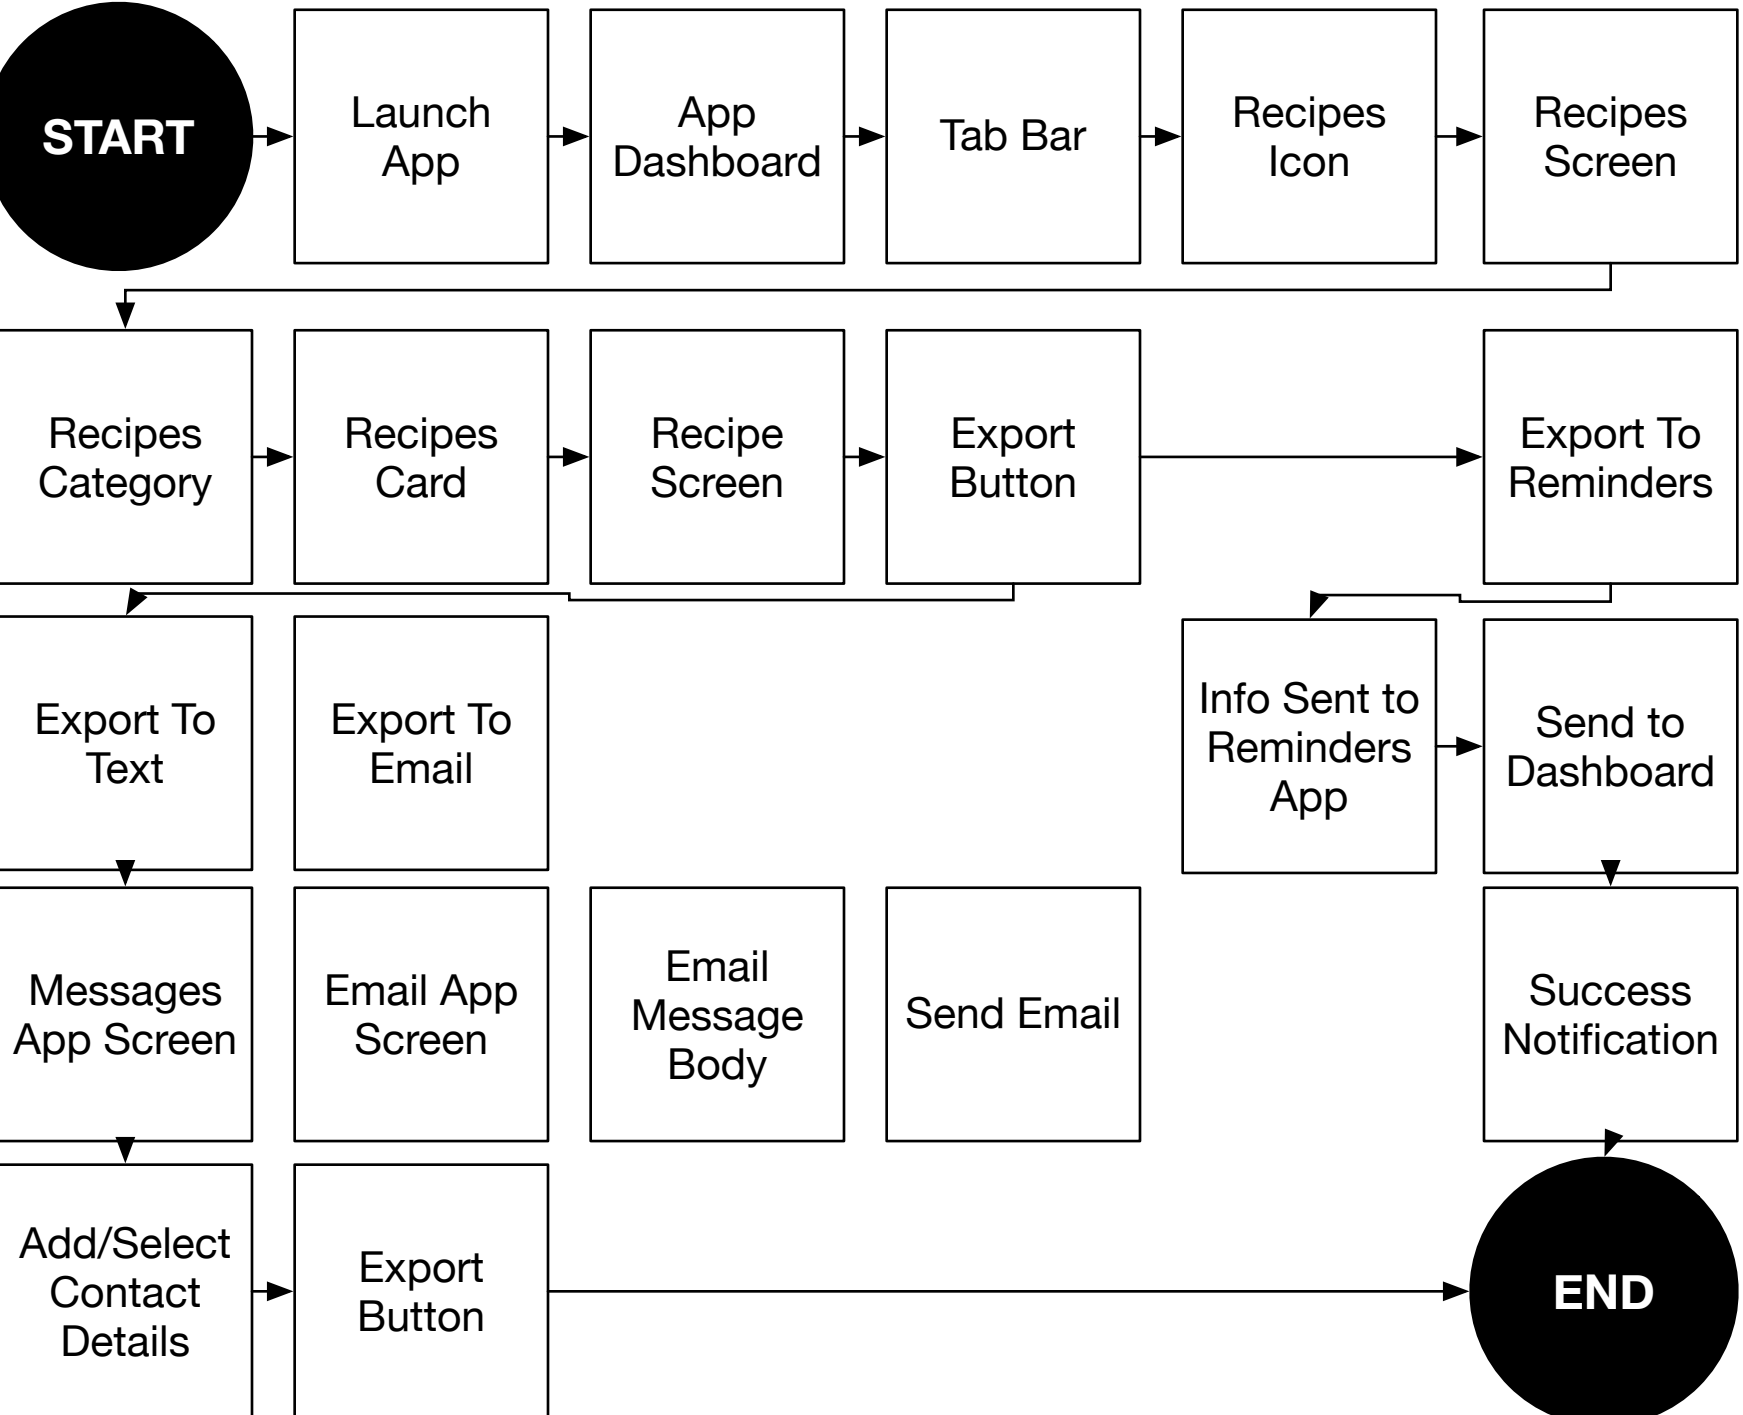 START
Launch
App
App
Dashboard
Tab Bar
Recipes
Icon
Recipes
Screen
Recipes
Category
Recipes
Card
Recipe
Screen
Export
Button
Export To
Reminders
Export To
Text
Export To
Email
Info Sent to
Reminders
App
Send to
Dashboard
Messages
App Screen
Email App
Screen
Email
Message
Body
Send Email
Success
Notification
Add/Select
Contact
Details
Export
Button
END